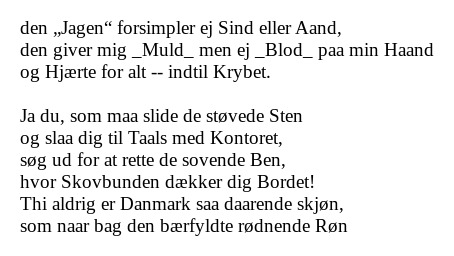 den „Jagen“ forsimpler ej Sind eller Aand,
den giver mig _Muld_ men ej _Blod_ paa min Haand
og Hjærte for alt -- indtil Krybet.

Ja du, som maa slide de støvede Sten
og slaa dig til Taals med Kontoret,
søg ud for at rette de sovende Ben,
hvor Skovbunden dækker dig Bordet!
Thi aldrig er Danmark saa daarende skjøn,
som naar bag den bærfyldte rødnende Røn